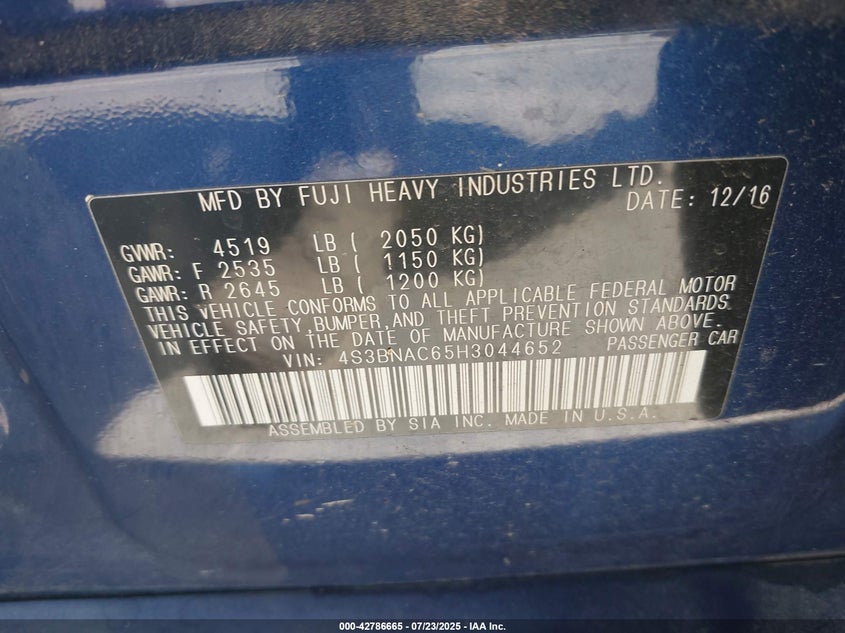 MFD BY FUJI HEAVY INDUSTRIES LTD.
DATE: 12/16
GVWR: 4519 LB ( 2050 KG)
GAWR: F 2535 LB ( 1150 KG)
GAWR: R 2645 LB ( 1200 KG)
THIS VEHICLE CONFORMS TO ALL APPLICABLE FEDERAL MOTOR
VEHICLE SAFETY,BUMPER,AND THEFT PREVENTION STANDARDS
IN EFFECT ON THE DATE OF MANUFACTURE SHOWN ABOVE.
VIN: 4S3BNAC65H3044652 PASSENGER CAR
ASSEMBLED BY SIA INC. MADE IN U.S.A.
000-42786665 - 07/23/2025 - IAA Inc.